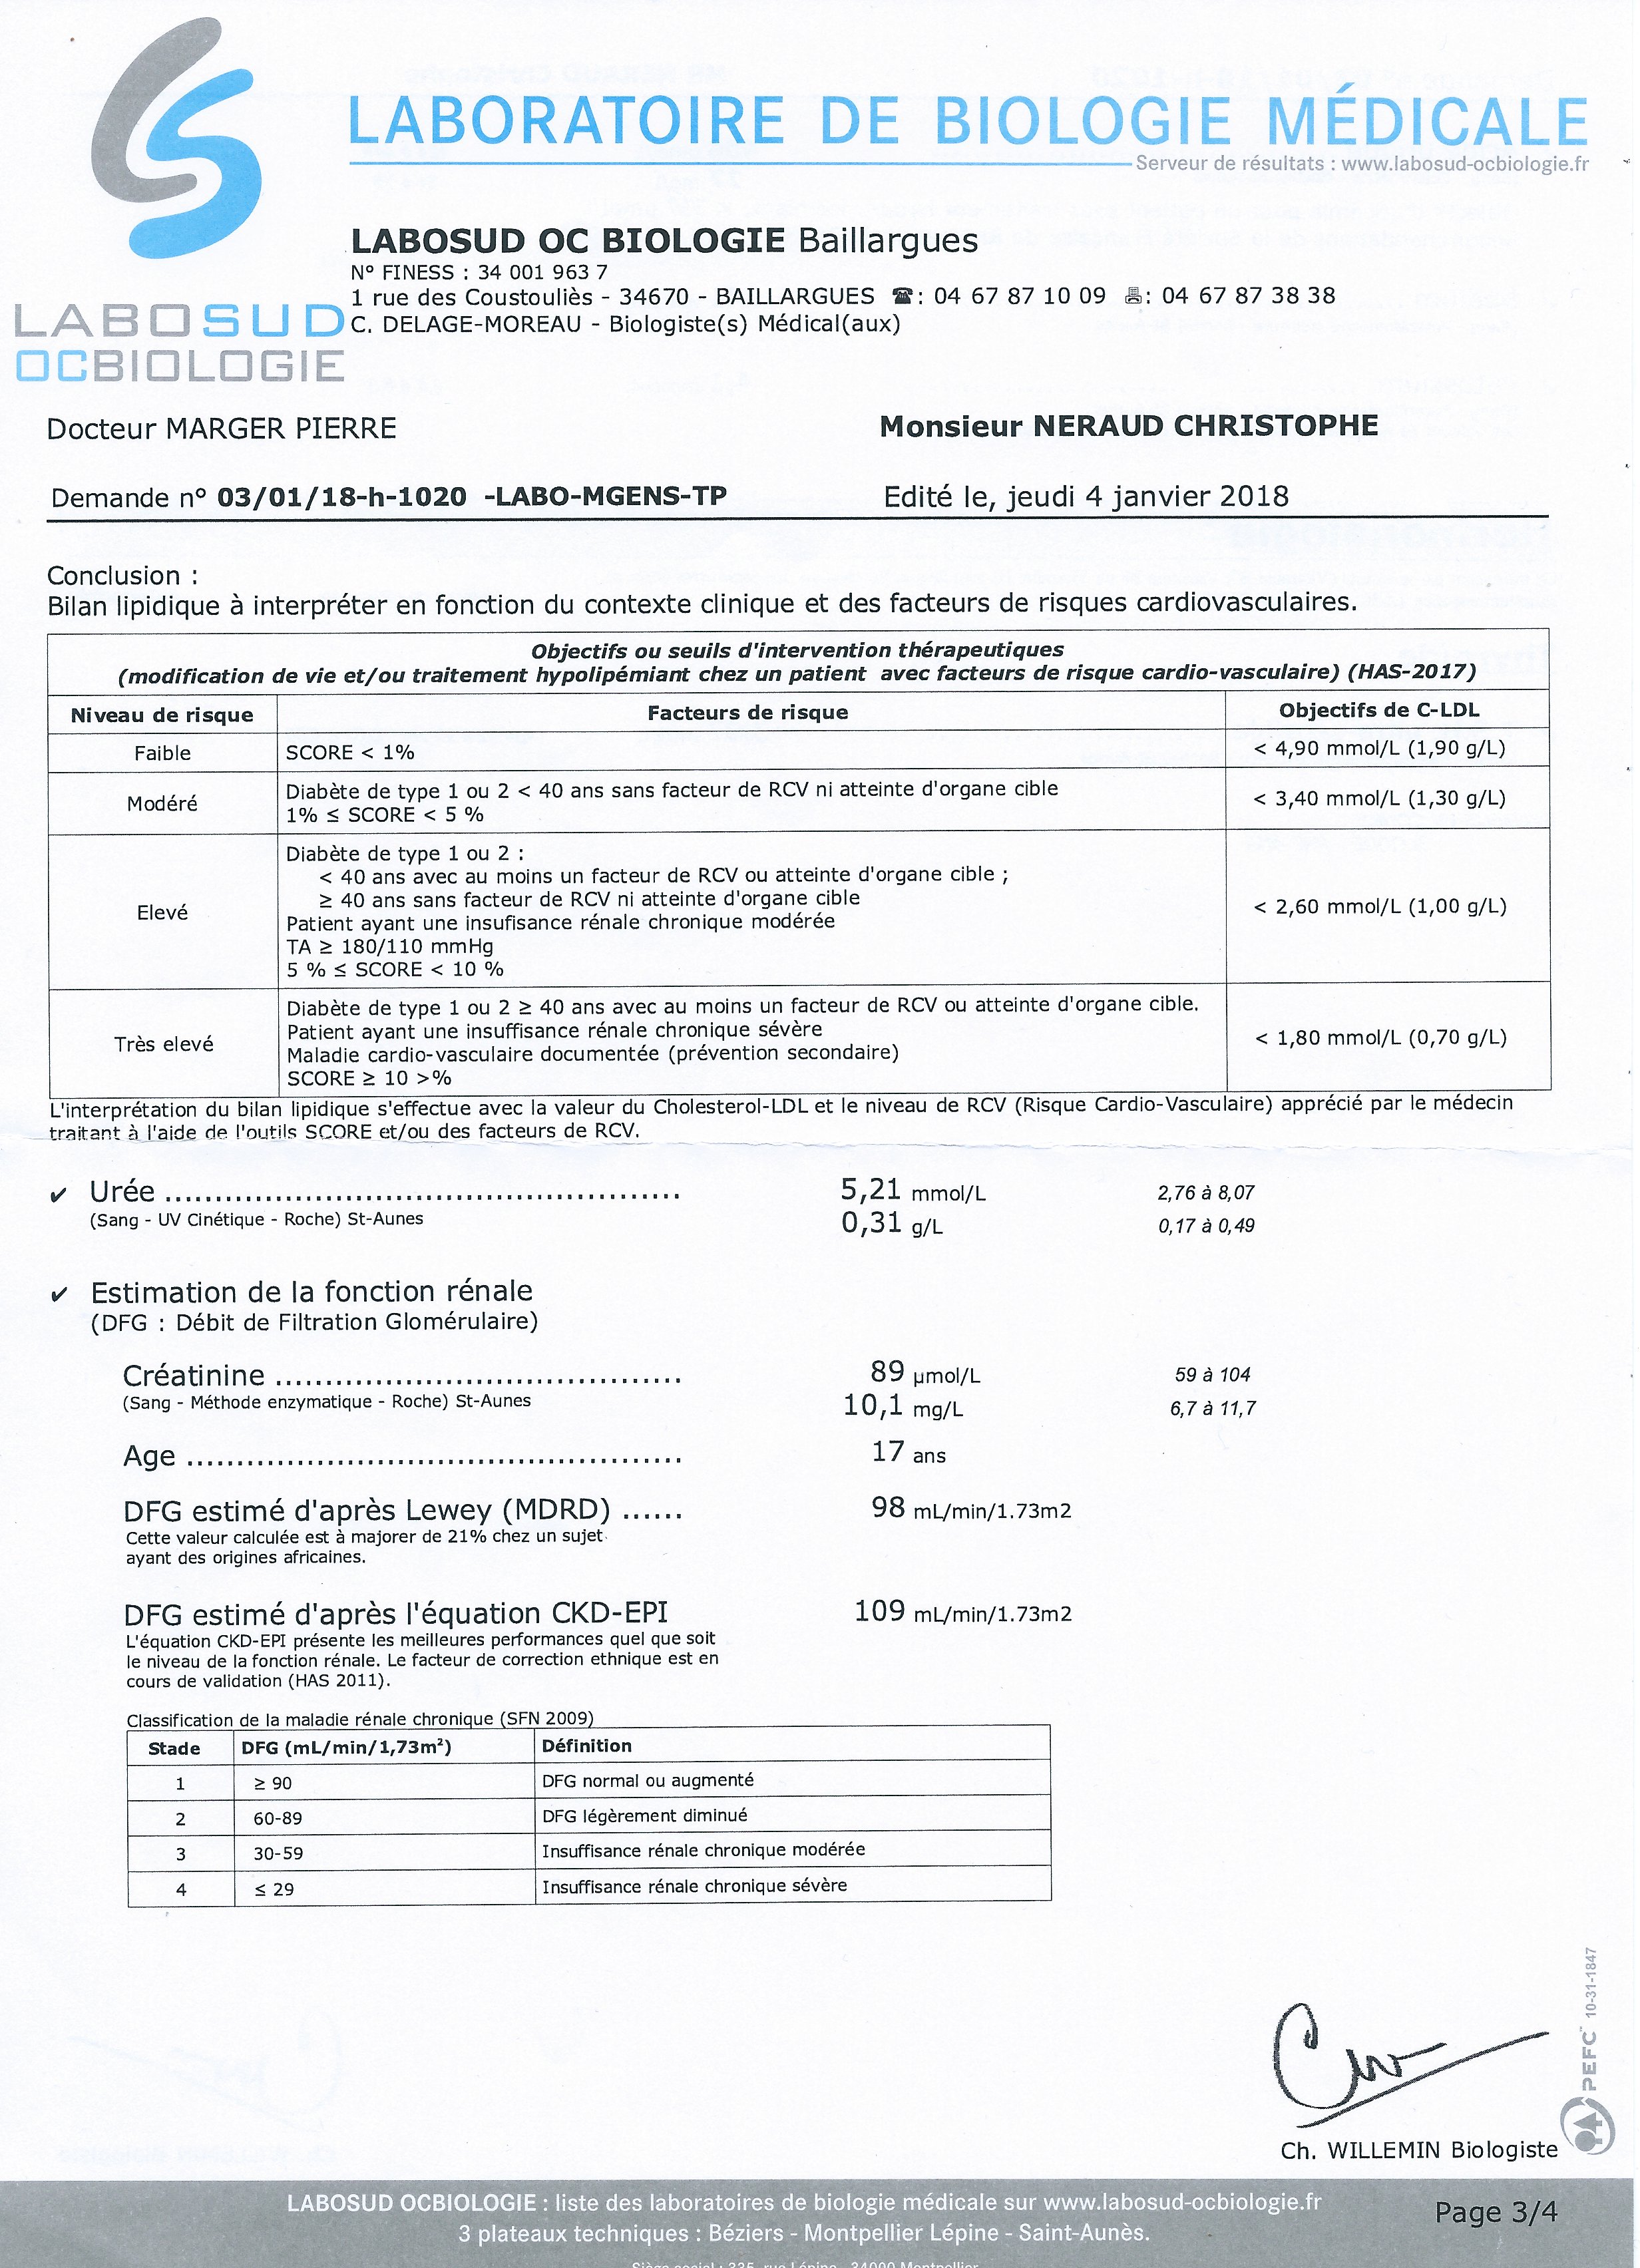 LABORATOIRE DE BIOLOGIE MÉDICALE
Serveur de résultats : www.labosud-ocbiologie.fr
LABOSUD
OCBIOLOGIE
LABOSUD OC BIOLOGIE Baillargues
N° FINESS : 34 001 963 7
1 rue des Coustouliès - 34670 - BAILLARGUES ☎: 04 67 87 10 09 🖷: 04 67 87 38 38
C. DELAGE-MOREAU - Biologiste(s) Médical(aux)
Docteur MARGER PIERRE
Monsieur NERAUD CHRISTOPHE
Demande n° 03/01/18-h-1020 -LABO-MGENS-TP
Edité le, jeudi 4 janvier 2018
Conclusion :
Bilan lipidique à interpréter en fonction du contexte clinique et des facteurs de risques cardiovasculaires.
Objectifs ou seuils d'intervention thérapeutiques
(modification de vie et/ou traitement hypolipémiant chez un patient avec facteurs de risque cardio-vasculaire) (HAS-2017)
Niveau de risque Facteurs de risque Objectifs de C-LDL
Faible SCORE < 1% < 4,90 mmol/L (1,90 g/L)
Modéré
Diabète de type 1 ou 2 < 40 ans sans facteur de RCV ni atteinte d'organe cible
1% ≤ SCORE < 5 %
< 3,40 mmol/L (1,30 g/L)
Elevé
Diabète de type 1 ou 2 :
< 40 ans avec au moins un facteur de RCV ou atteinte d'organe cible ;
≥ 40 ans sans facteur de RCV ni atteinte d'organe cible
Patient ayant une insufisance rénale chronique modérée
TA ≥ 180/110 mmHg
5 % ≤ SCORE < 10 %
< 2,60 mmol/L (1,00 g/L)
Très elevé
Diabète de type 1 ou 2 ≥ 40 ans avec au moins un facteur de RCV ou atteinte d'organe cible.
Patient ayant une insuffisance rénale chronique sévère
Maladie cardio-vasculaire documentée (prévention secondaire)
SCORE ≥ 10 >%
< 1,80 mmol/L (0,70 g/L)
L'interprétation du bilan lipidique s'effectue avec la valeur du Cholesterol-LDL et le niveau de RCV (Risque Cardio-Vasculaire) apprécié par le médecin
traitant à l'aide de l'outils SCORE et/ou des facteurs de RCV.
✔ Urée .................................................... 5,21 mmol/L 2,76 à 8,07
(Sang - UV Cinétique - Roche) St-Aunes 0,31 g/L 0,17 à 0,49
✔ Estimation de la fonction rénale
(DFG : Débit de Filtration Glomérulaire)
Créatinine ......................................... 89 µmol/L 59 à 104
(Sang - Méthode enzymatique - Roche) St-Aunes 10,1 mg/L 6,7 à 11,7
Age .................................................. 17 ans
DFG estimé d'après Lewey (MDRD) ...... 98 mL/min/1.73m2
Cette valeur calculée est à majorer de 21% chez un sujet
ayant des origines africaines.
DFG estimé d'après l'équation CKD-EPI 109 mL/min/1.73m2
L'équation CKD-EPI présente les meilleures performances quel que soit
le niveau de la fonction rénale. Le facteur de correction ethnique est en
cours de validation (HAS 2011).
Classification de la maladie rénale chronique (SFN 2009)
Stade DFG (mL/min/1,73m²) Définition
1 ≥ 90 DFG normal ou augmenté
2 60-89 DFG légèrement diminué
3 30-59 Insuffisance rénale chronique modérée
4 ≤ 29 Insuffisance rénale chronique sévère
PEFC™ 10-31-1847
Ch. WILLEMIN Biologiste
LABOSUD OCBIOLOGIE : liste des laboratoires de biologie médicale sur www.labosud-ocbiologie.fr
3 plateaux techniques : Béziers - Montpellier Lépine - Saint-Aunès.
Page 3/4
Siège social : 335, rue Lépine - 34000 Montpellier